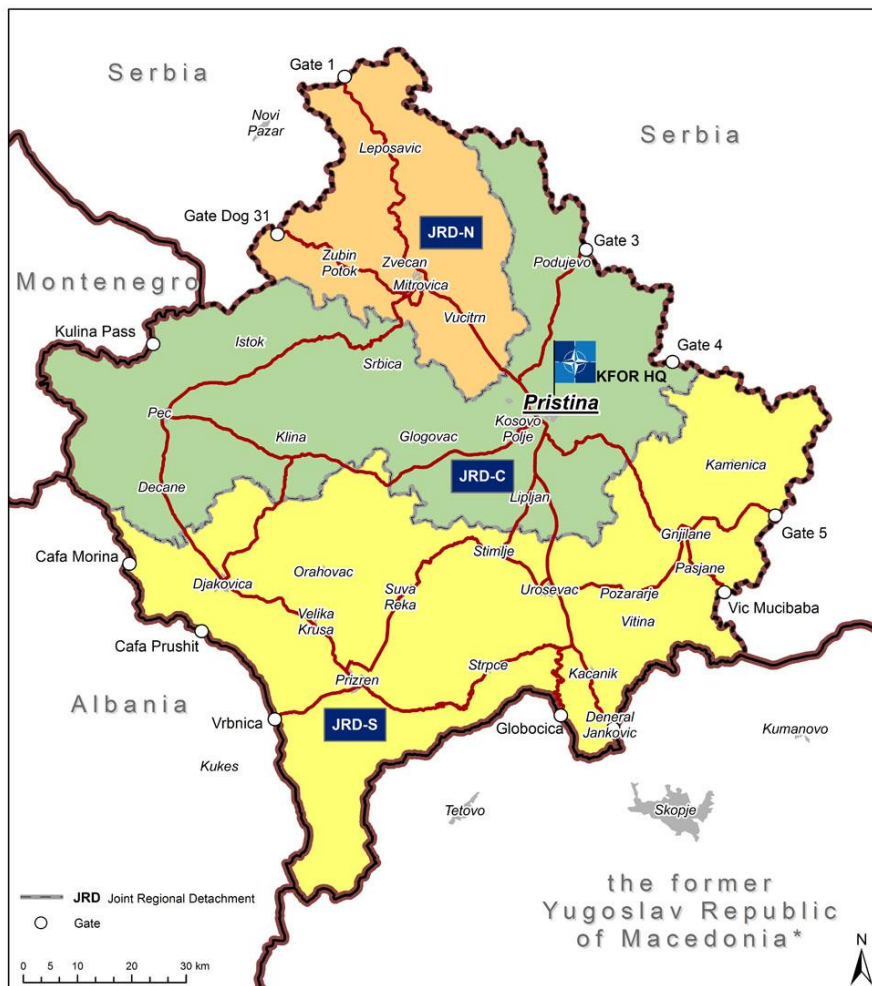 Serbia
Gate 1
Novi
Pazar
Serbia
Leposavic
Gate Dog 31
JRD-N
Gate 3
Zubin
Potok
Zvecan
Podujevo
Montenegro
Mitrovica
Kulina Pass
Istok
Vucitrn
Srbica
Gate 4
KFOR HQ
Pristina
Pec
Klina
Glogovac
Kosovo
Polje
Kamenica
Decane
JRD-C
Lipljan
Gate 5
Gnjilane
Cafa Morina
Stimlje
Pasjane
Djakovica
Orahovac
Suva
Reka
Urosevac
Pozararje
Vic Mucibaba
Velika
Krusa
Vitina
Cafa Prushit
Strpce
Kacanik
Prizren
Albania
Vrbnica
JRD-S
Globocica
Deneral
Jankovic
Kumanovo
Kukes
Tetovo
Skopje
the former
Yugoslav Republic
of Macedonia*
JRD Joint Regional Detachment
Gate
N
0 5 10 20 30 km